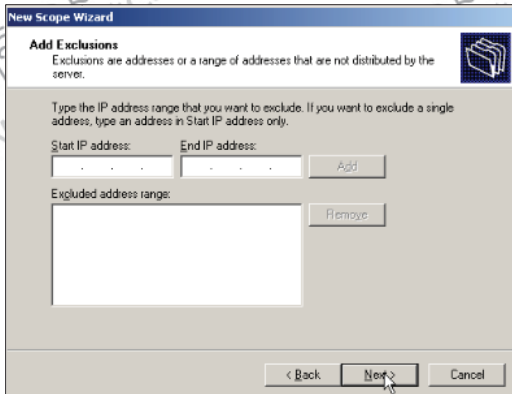 New Scope Wizard
Add Exclusions
Exclusions are addresses or a range of addresses that are not distributed by the
server.
Type the IP address range that you want to exclude. If you want to exclude a single
address, type an address in Start IP address only.
Start IP address: End IP address:
Add
Excluded address range:
Remove
< Back Next > Cancel